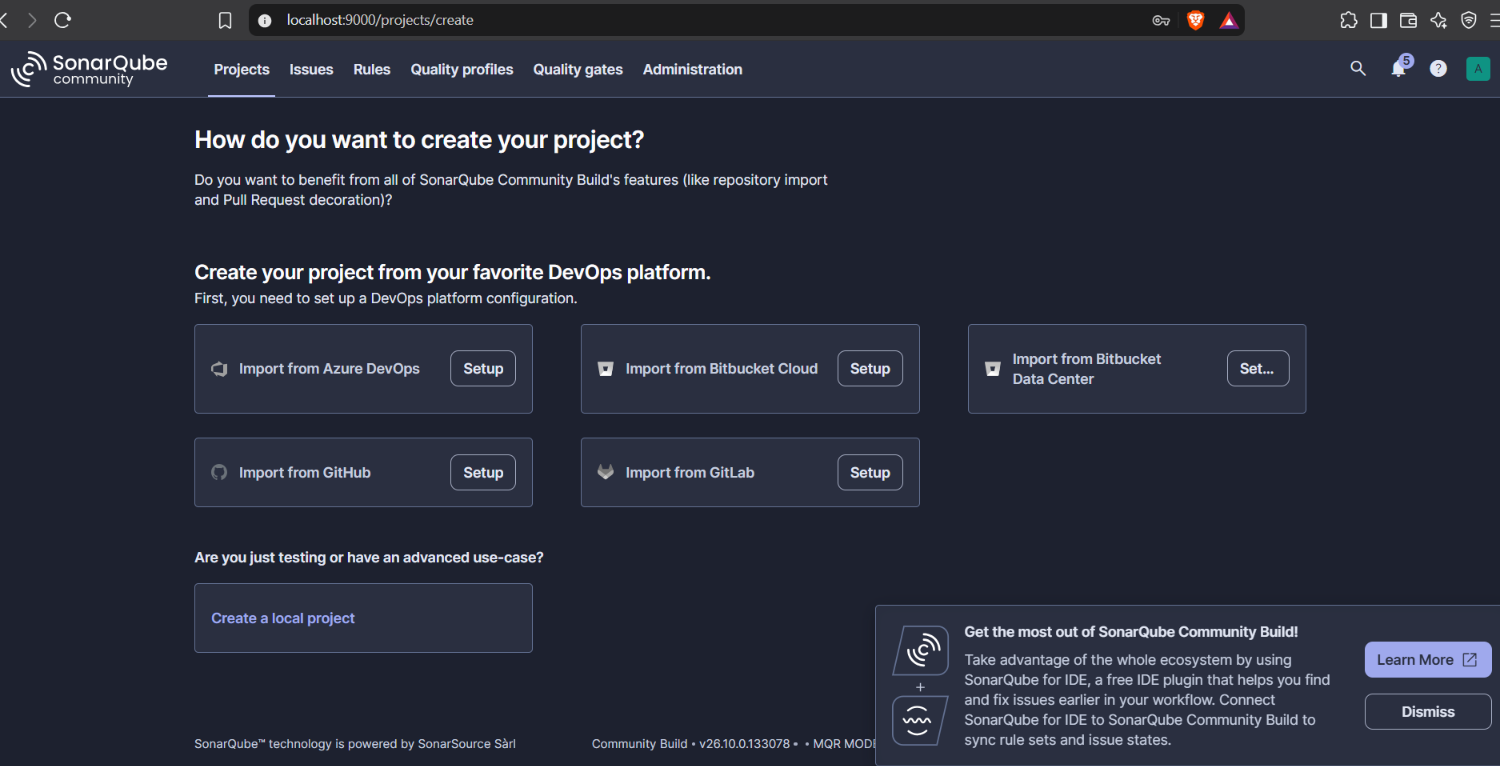 localhost:9000/projects/create
SonarQube
community
Projects Issues Rules Quality profiles Quality gates Administration
5
?
A
How do you want to create your project?
Do you want to benefit from all of SonarQube Community Build's features (like repository import
and Pull Request decoration)?
Create your project from your favorite DevOps platform.
First, you need to set up a DevOps platform configuration.
Import from Azure DevOps Setup
Import from Bitbucket Cloud Setup
Import from Bitbucket
Data Center
Set...
Import from GitHub Setup
Import from GitLab Setup
Are you just testing or have an advanced use-case?
Create a local project
Get the most out of SonarQube Community Build!
Take advantage of the whole ecosystem by using
SonarQube for IDE, a free IDE plugin that helps you find
and fix issues earlier in your workflow. Connect
SonarQube for IDE to SonarQube Community Build to
sync rule sets and issue states.
Learn More
Dismiss
SonarQube™ technology is powered by SonarSource Sàrl
Community Build • v26.10.0.133078 • • MQR MODE